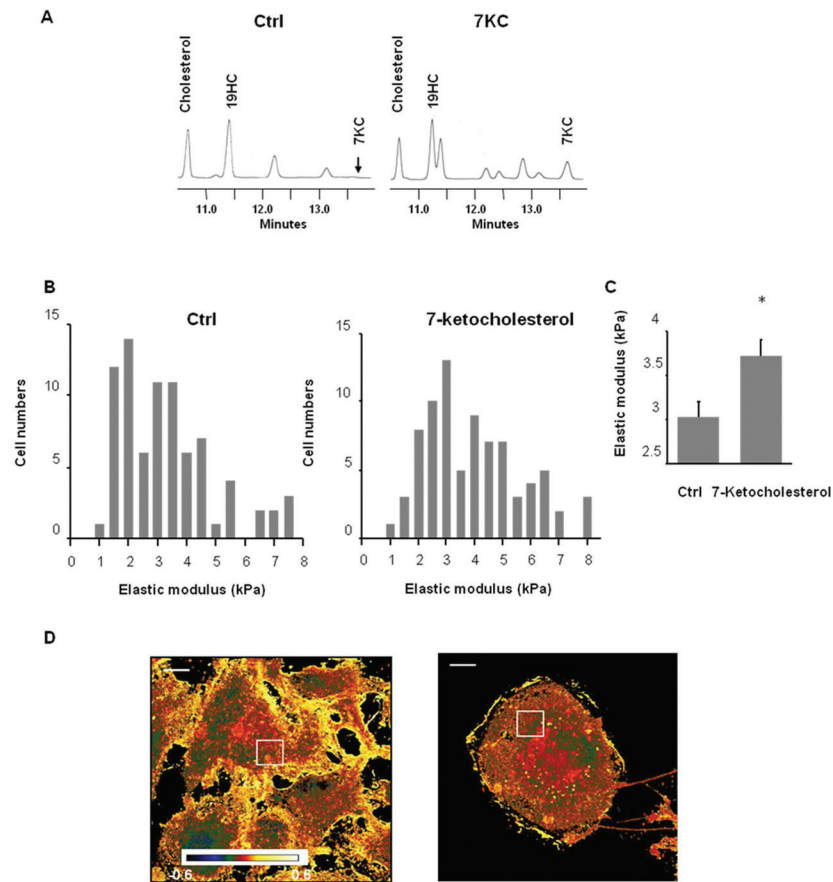 A
Ctrl
7KC
Cholesterol
19HC
7KC
Cholesterol
19HC
7KC
11.0 12.0 13.0
Minutes
11.0 12.0 13.0
Minutes
B
Ctrl
7-ketocholesterol
15
10
5
0
Cell numbers
0 1 2 3 4 5 6 7 8
Elastic modulus (kPa)
15
10
5
0
Cell numbers
0 1 2 3 4 5 6 7 8
Elastic modulus (kPa)
C
*
4
3.5
3
2.5
Elastic modulus (kPa)
Ctrl 7-Ketocholesterol
D
-0.6 0.6